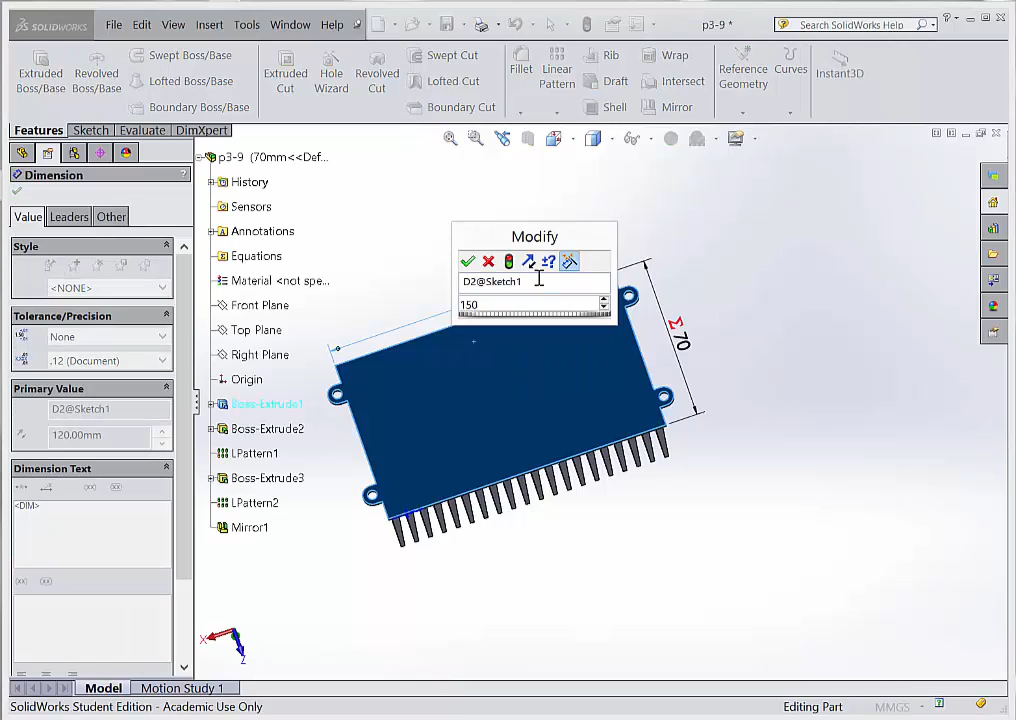 SOLIDWORKS File Edit View Insert Tools Window Help p3-9 * Search SolidWorks Help
Extruded Boss/Base
Revolved Boss/Base
Swept Boss/Base
Lofted Boss/Base
Boundary Boss/Base
Extruded Cut
Hole Wizard
Revolved Cut
Swept Cut
Lofted Cut
Boundary Cut
Fillet
Linear Pattern
Rib
Draft
Shell
Wrap
Intersect
Mirror
Reference Geometry
Curves
Instant3D
Features Sketch Evaluate DimXpert
Dimension ?
Value Leaders Other
Style
<NONE>
Tolerance/Precision
None
.12 (Document)
Primary Value
D2@Sketch1
120.00mm
Dimension Text
<DIM>
p3-9 (70mm<<Def...
History
Sensors
Annotations
Equations
Material <not spe...
Front Plane
Top Plane
Right Plane
Origin
Boss-Extrude1
Boss-Extrude2
LPattern1
Boss-Extrude3
LPattern2
Mirror1
Modify
D2@Sketch1
150
Σ70
X
Z
Model Motion Study 1
SolidWorks Student Edition - Academic Use Only Editing Part MMGS